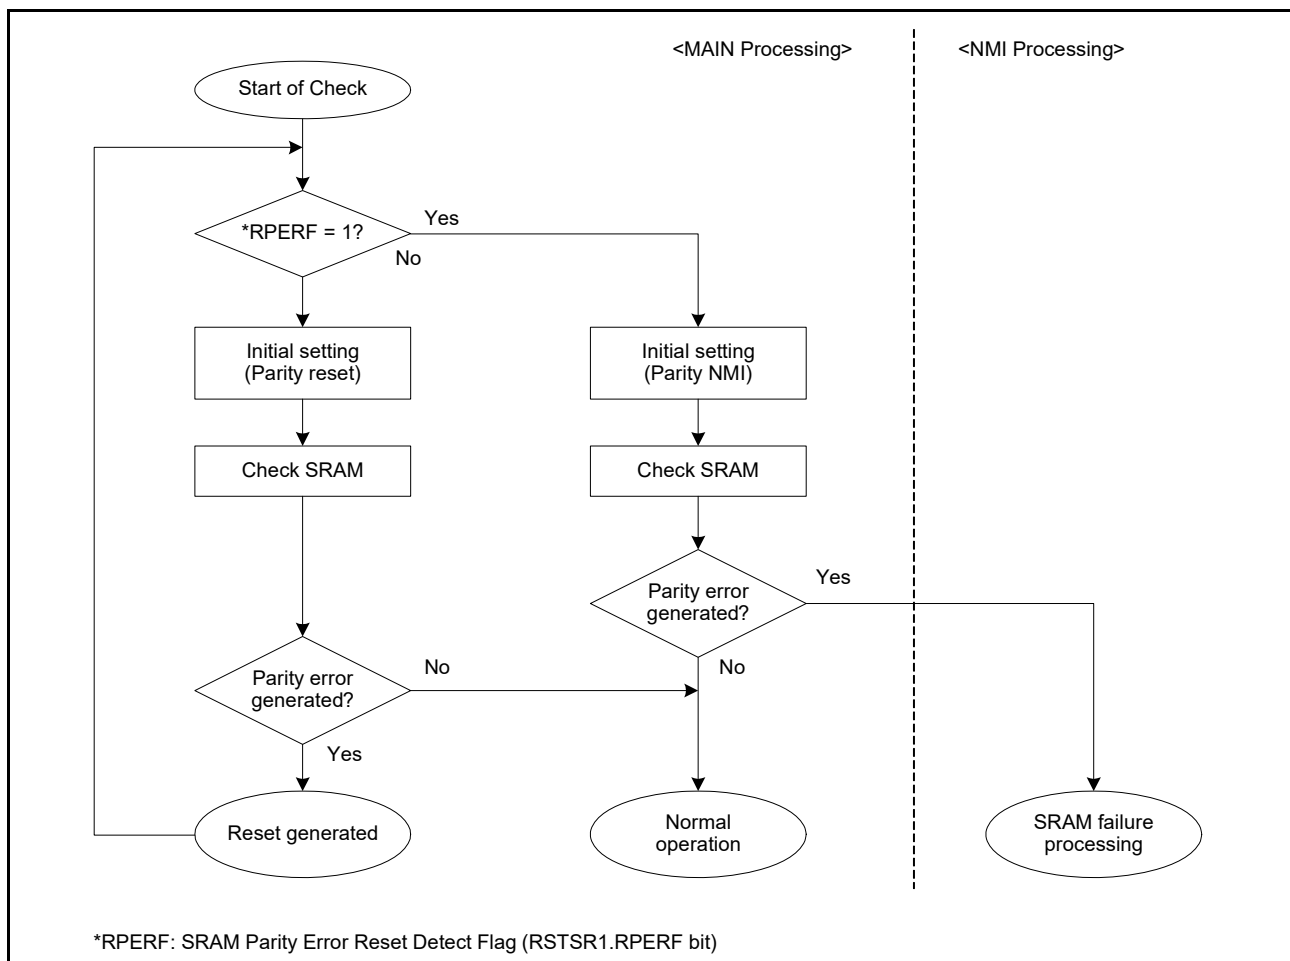 <MAIN Processing>
<NMI Processing>
Start of Check
*RPERF = 1?
Yes
No
Initial setting
(Parity reset)
Initial setting
(Parity NMI)
Check SRAM
Check SRAM
Parity error
generated?
Yes
No
Parity error
generated?
No
Yes
Reset generated
Normal
operation
SRAM failure
processing
*RPERF: SRAM Parity Error Reset Detect Flag (RSTSR1.RPERF bit)